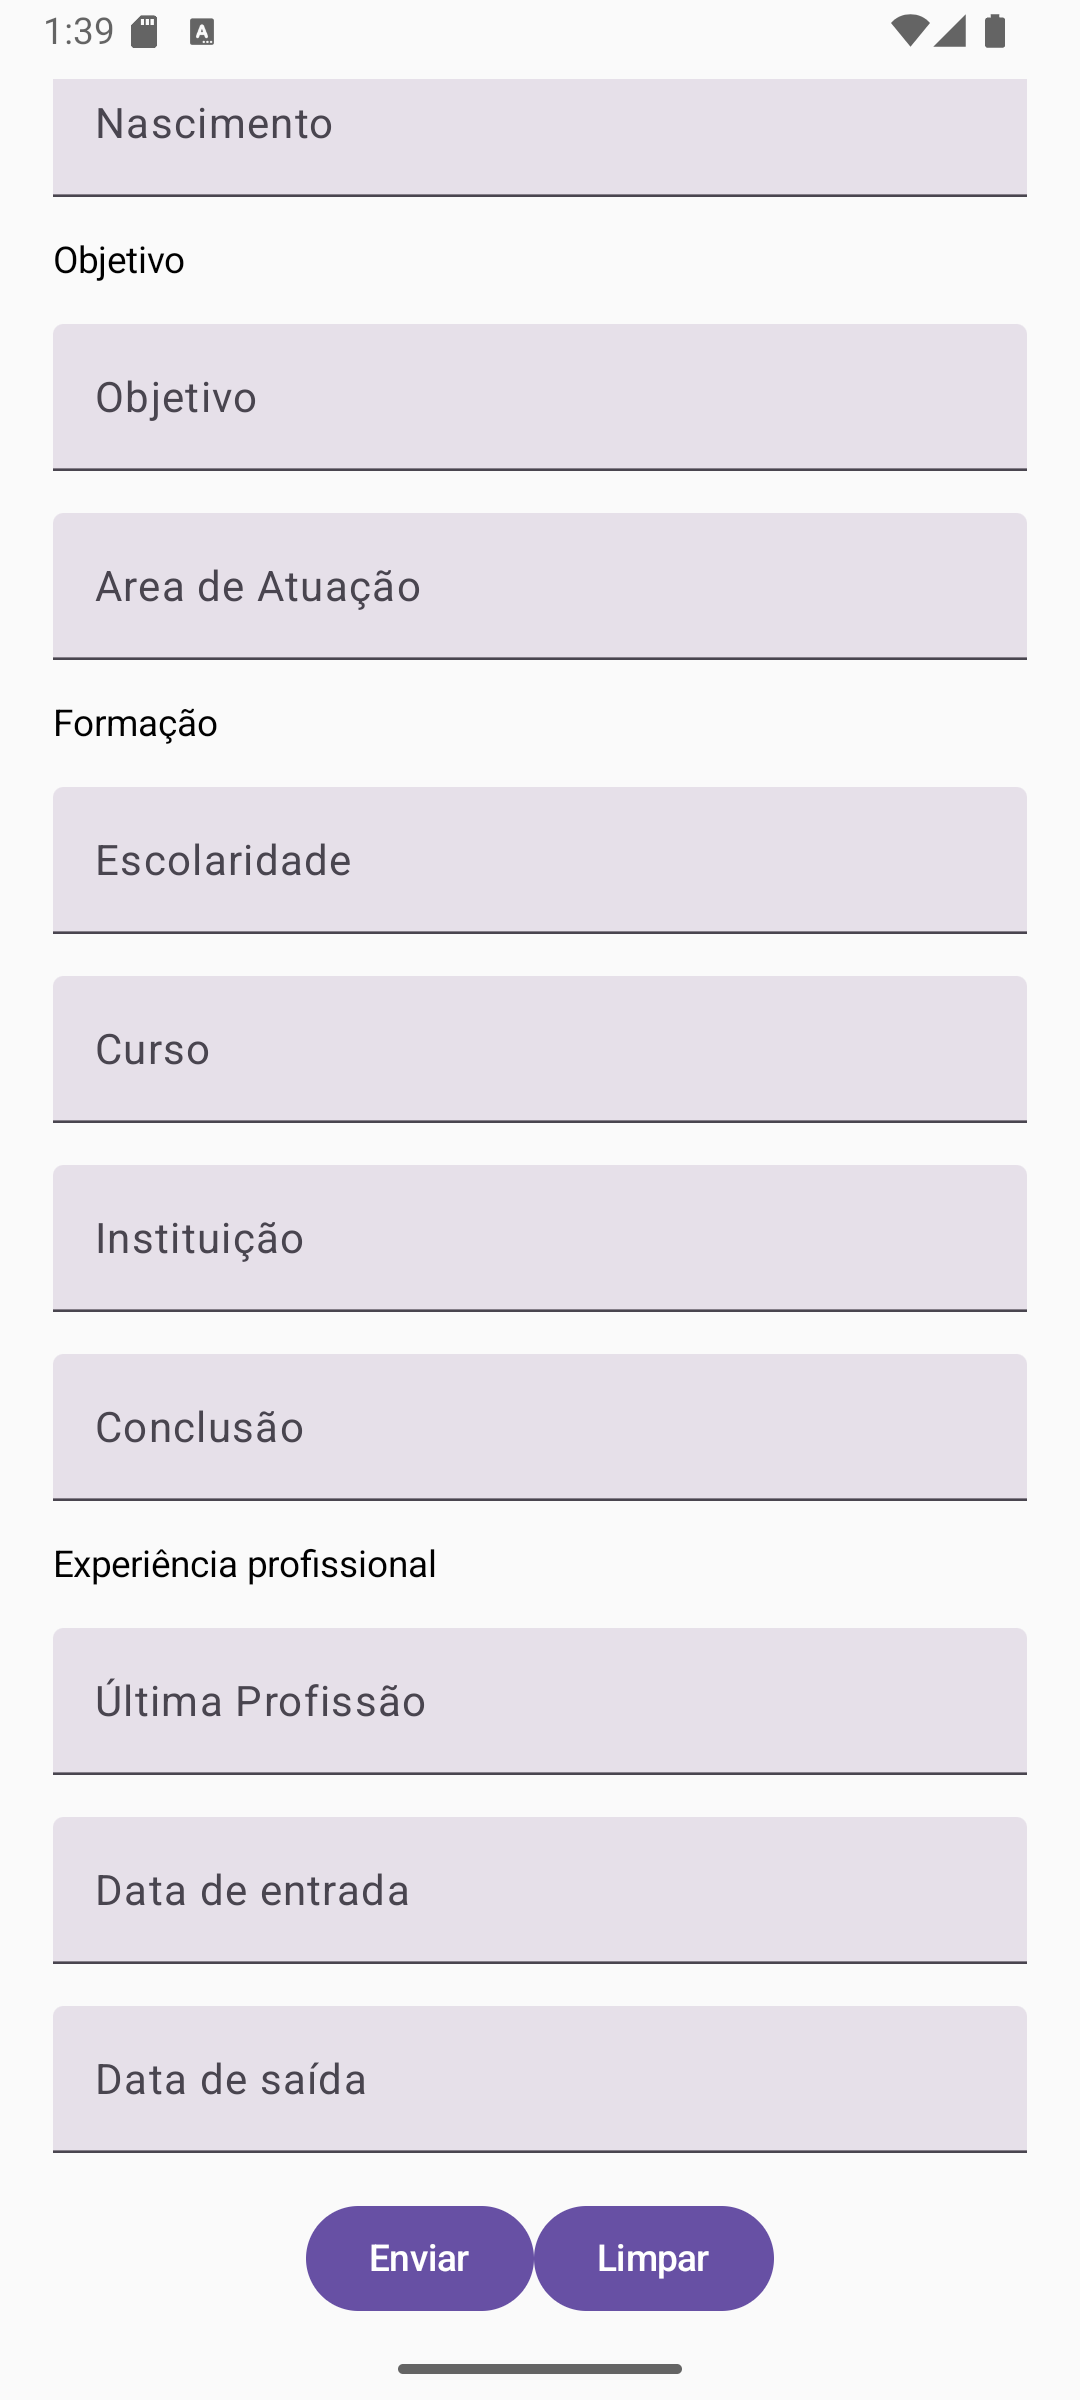 1:39
Nascimento
Objetivo
Objetivo
Area de Atuação
Formação
Escolaridade
Curso
Instituição
Conclusão
Experiência profissional
Última Profissão
Data de entrada
Data de saída
Enviar Limpar